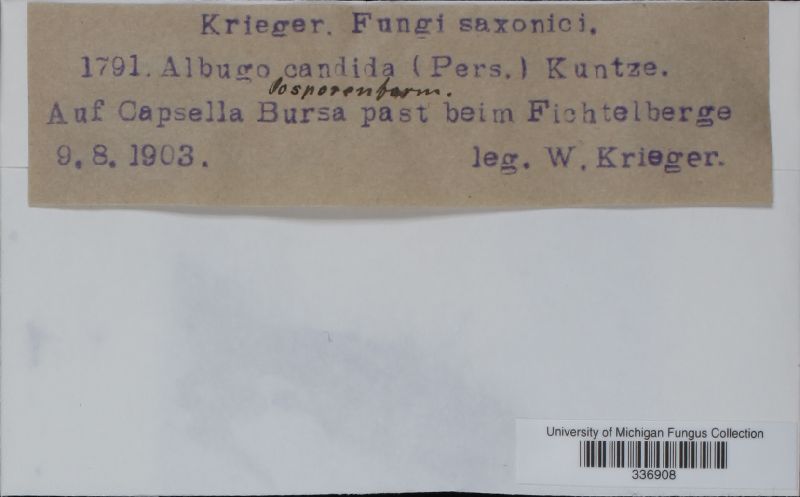 Krieger. Fungi saxonici.
1791. Albugo candida (Pers.) Kuntze.
Oosporenform.
Auf Capsella Bursa past beim Fichtelberge
9. 8. 1903. leg. W. Krieger.
University of Michigan Fungus Collection
336908